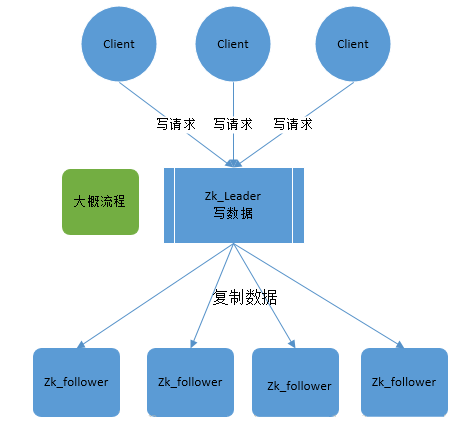 Client
Client
Client
写请求
写请求
写请求
大概流程
Zk_Leader
写数据
复制数据
Zk_follower
Zk_follower
Zk_follower
Zk_follower